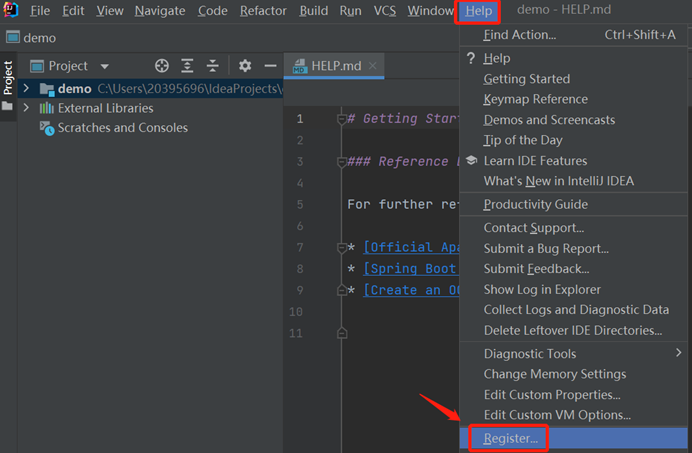 File Edit View Navigate Code Refactor Build Run VCS Window Help demo - HELP.md
demo
Project
Project
HELP.md
demo C:\Users\20395696\IdeaProjects\
External Libraries
Scratches and Consoles
1 # Getting Star
2
3 ### Reference
4
5 For further re
6
7 * [Official Apa
8 * [Spring Boot
9 * [Create an O
10
11
Find Action... Ctrl+Shift+A
? Help
Getting Started
Keymap Reference
Demos and Screencasts
Tip of the Day
Learn IDE Features
What's New in IntelliJ IDEA
Productivity Guide
Contact Support...
Submit a Bug Report...
Submit Feedback...
Show Log in Explorer
Collect Logs and Diagnostic Data
Delete Leftover IDE Directories...
Diagnostic Tools
Change Memory Settings
Edit Custom Properties...
Edit Custom VM Options...
Register...